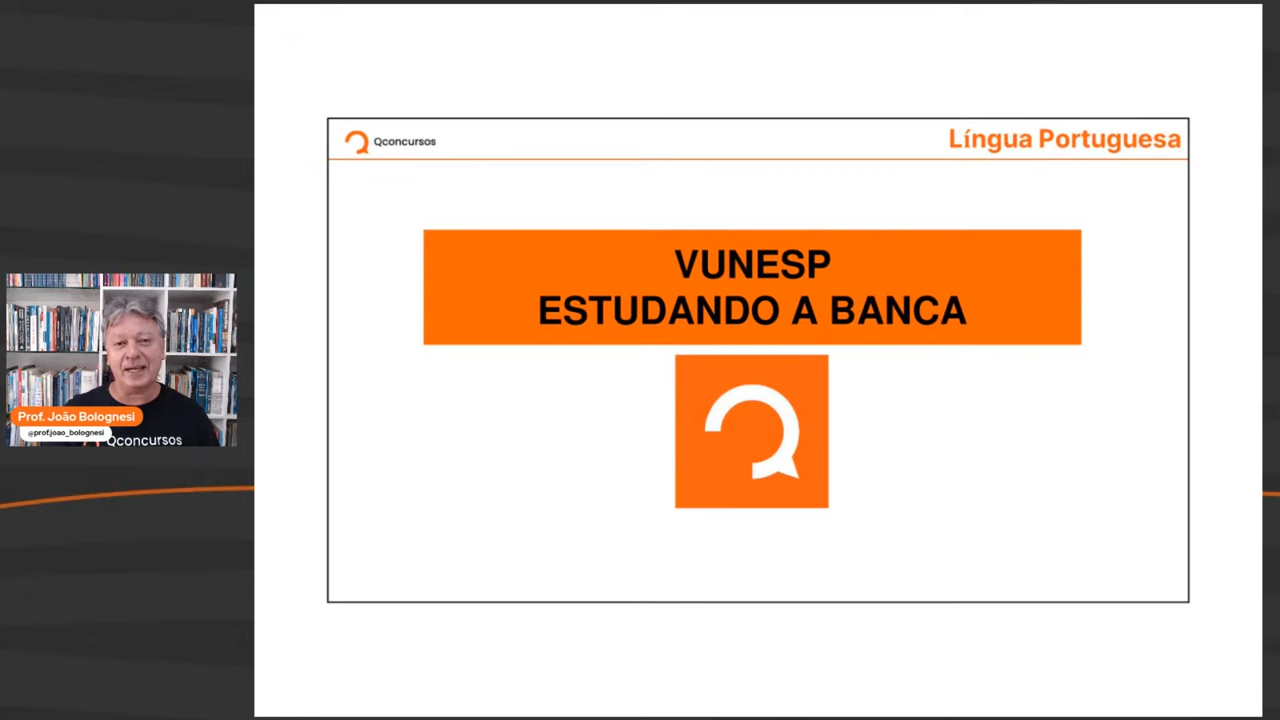 Qconcursos
Língua Portuguesa
VUNESP
ESTUDANDO A BANCA
Prof. João Bolognesi
@prof.joao_bolognesi
Qconcursos